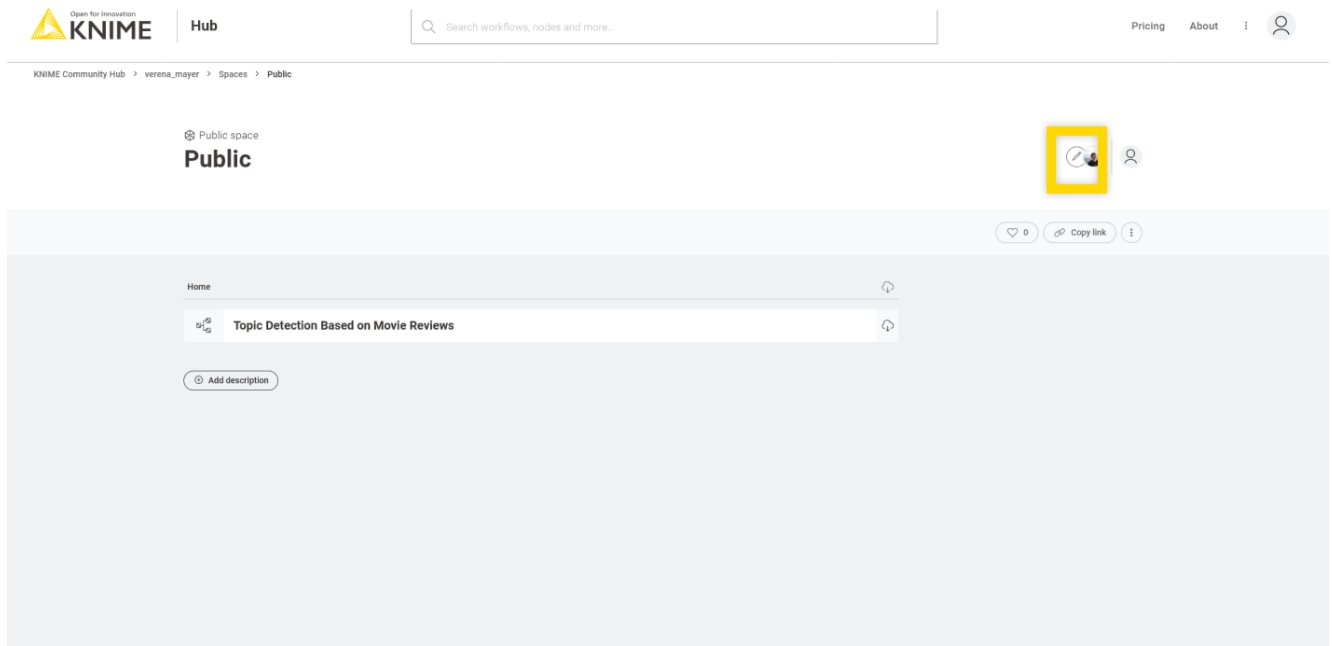 Open for Innovation
KNIME
Hub
Search workflows, nodes and more...
Pricing
About
KNIME Community Hub > verena_mayer > Spaces > Public
Public space
Public
0
Copy link
Home
Topic Detection Based on Movie Reviews
Add description